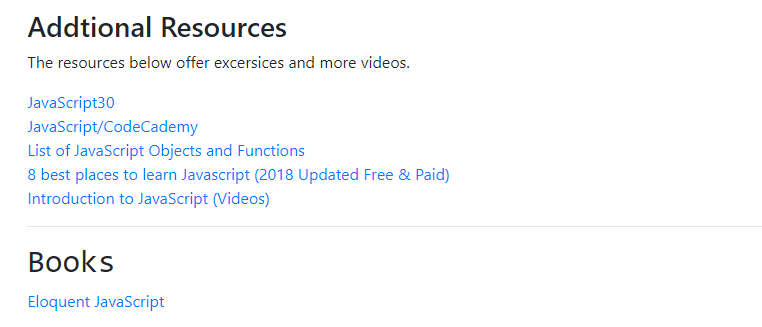 Addtional Resources
The resources below offer excersices and more videos.
JavaScript30
JavaScript/CodeCademy
List of JavaScript Objects and Functions
8 best places to learn Javascript (2018 Updated Free & Paid)
Introduction to JavaScript (Videos)
Books
Eloquent JavaScript